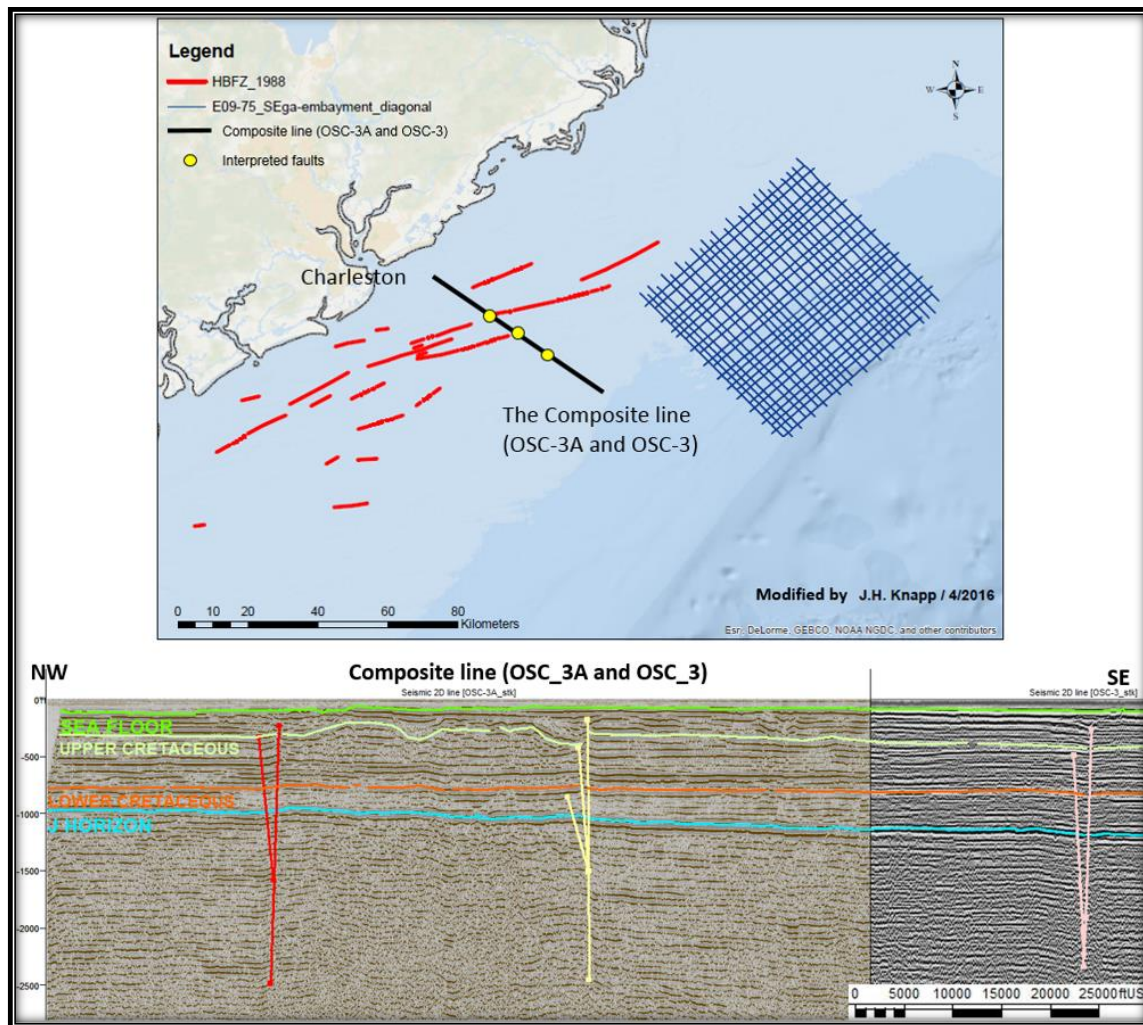 Legend
HBFZ_1988
E09-75_SEga-embayment_diagonal
Composite line (OSC-3A and OSC-3)
Interpreted faults
N
W E
S
Charleston
The Composite line
(OSC-3A and OSC-3)
Modified by J.H. Knapp / 4/2016
0 10 20 40 60 80
Kilometers
Esri, DeLorme, GEBCO, NOAA NGDC, and other contributors
NW Composite line (OSC_3A and OSC_3) SE
Seismic 2D line [OSC-3A_stk] Seismic 2D line [OSC-3_stk]
SEA FLOOR
UPPER CRETACEOUS
-500
LOWER CRETACEOUS
-1000
J HORIZON
-1500
-2000
-2500
0 5000 10000 15000 20000 25000ftUS